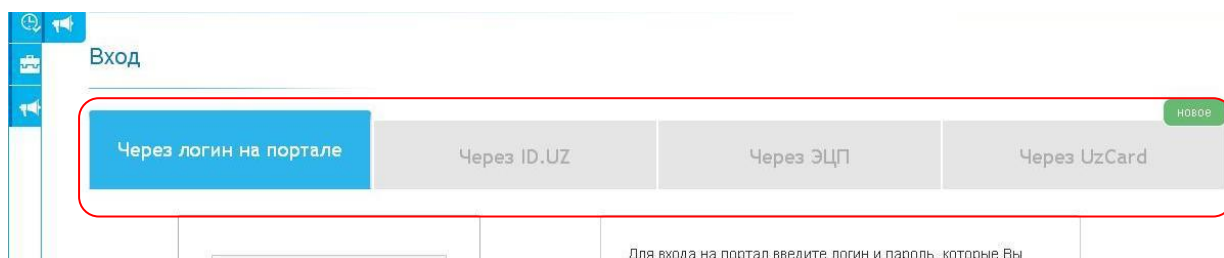 Вход
новое
Через логин на портале
Через ID.UZ
Через ЭЦП
Через UzCard
Для входа на портал введите логин и пароль, которые Вы